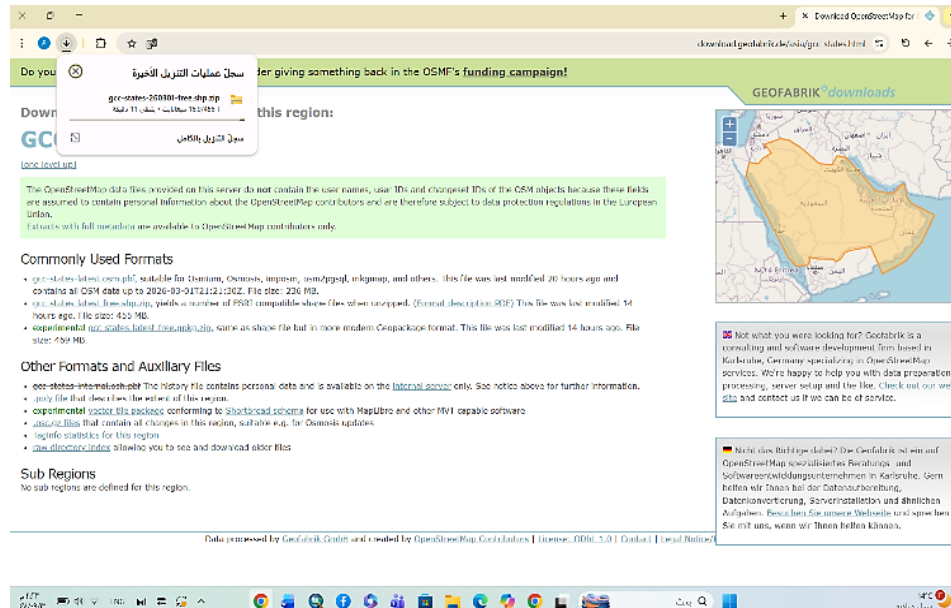 Download OpenStreetMap for
download.geofabrik.de/asia/gcc-states.html
Do you
der giving something back in the OSMF's funding campaign!
سجلّ عمليات التنزيل الأخيرة
gcc-states-260301-free.shp.zip
سجلّ التنزيل بالكامل
GEOFABRIK downloads
Down
this region:
GC
[one level up]
The OpenStreetMap data files provided on this server do not contain the user names, user IDs and changeset IDs of the OSM objects because these fields
are assumed to contain personal information about the OpenStreetMap contributors and are therefore subject to data protection regulations in the European
Union.
Extracts with full metadata are available to OpenStreetMap contributors only.
Commonly Used Formats
gcc-states-latest.osm.pbf, suitable for Osmium, Osmosis, imposm, osm2pgsql, mkgmap, and others. This file was last modified 20 hours ago and
contains all OSM data up to 2026-03-01T21:21:30Z. File size: 236 MB.
gcc-states-latest-free.shp.zip, yields a number of ESRI compatible shape files when unzipped. (Format description PDF) This file was last modified 14
hours ago. File size: 455 MB.
experimental gcc-states-latest-free.gpkg.zip, same as shape file but in more modern Geopackage format. This file was last modified 14 hours ago. File
size: 459 MB.
Other Formats and Auxiliary Files
gcc-states-internal.osh.pbf The history file contains personal data and is available on the internal server only. See notice above for further information.
.poly file that describes the extent of this region.
experimental vector tile package conforming to Shortbread schema for use with MapLibre and other MVT capable software
.osc.gz files that contain all changes in this region, suitable e.g. for Osmosis updates
Taginfo statistics for this region
raw directory index allowing you to see and download older files
Sub Regions
No sub regions are defined for this region.
Not what you were looking for? Geofabrik is a
consulting and software development firm based in
Karlsruhe, Germany specializing in OpenStreetMap
services. We're happy to help you with data preparation,
processing, server setup and the like. Check out our we
site and contact us if we can be of service.
Nicht das Richtige dabei? Die Geofabrik ist ein auf
OpenStreetMap spezialisiertes Beratungs- und
Softwareentwicklungsunternehmen in Karlsruhe. Gern
helfen wir Ihnen bei der Datenaufbereitung,
Datenkonvertierung, Serverinstallation und ähnlichen
Aufgaben. Besuchen Sie unsere Webseite und sprechen
Sie mit uns, wenn wir Ihnen helfen können.
Data processed by Geofabrik GmbH and created by OpenStreetMap Contributors | License: ODbL 1.0 | Contact | Legal Notice/I
ENG
بحث
14°C